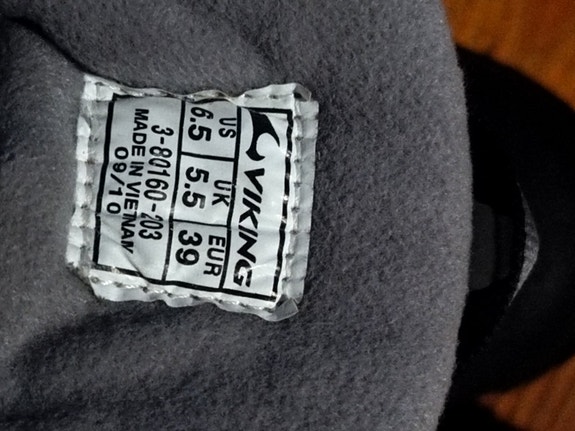 VIKING
US UK EUR
6.5 5.5 39
3-80160-203
MADE IN VIETNAM
09/10